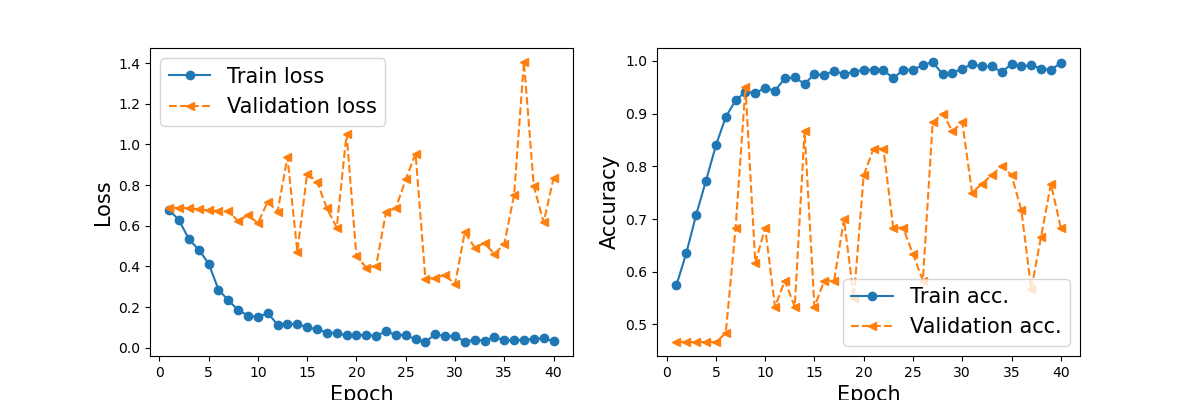 Train loss
Validation loss
Loss
1.4
1.2
1.0
0.8
0.6
0.4
0.2
0.0
0 5 10 15 20 25 30 35 40
Epoch
Accuracy
1.0
0.9
0.8
0.7
0.6
0.5
Train acc.
Validation acc.
0 5 10 15 20 25 30 35 40
Epoch